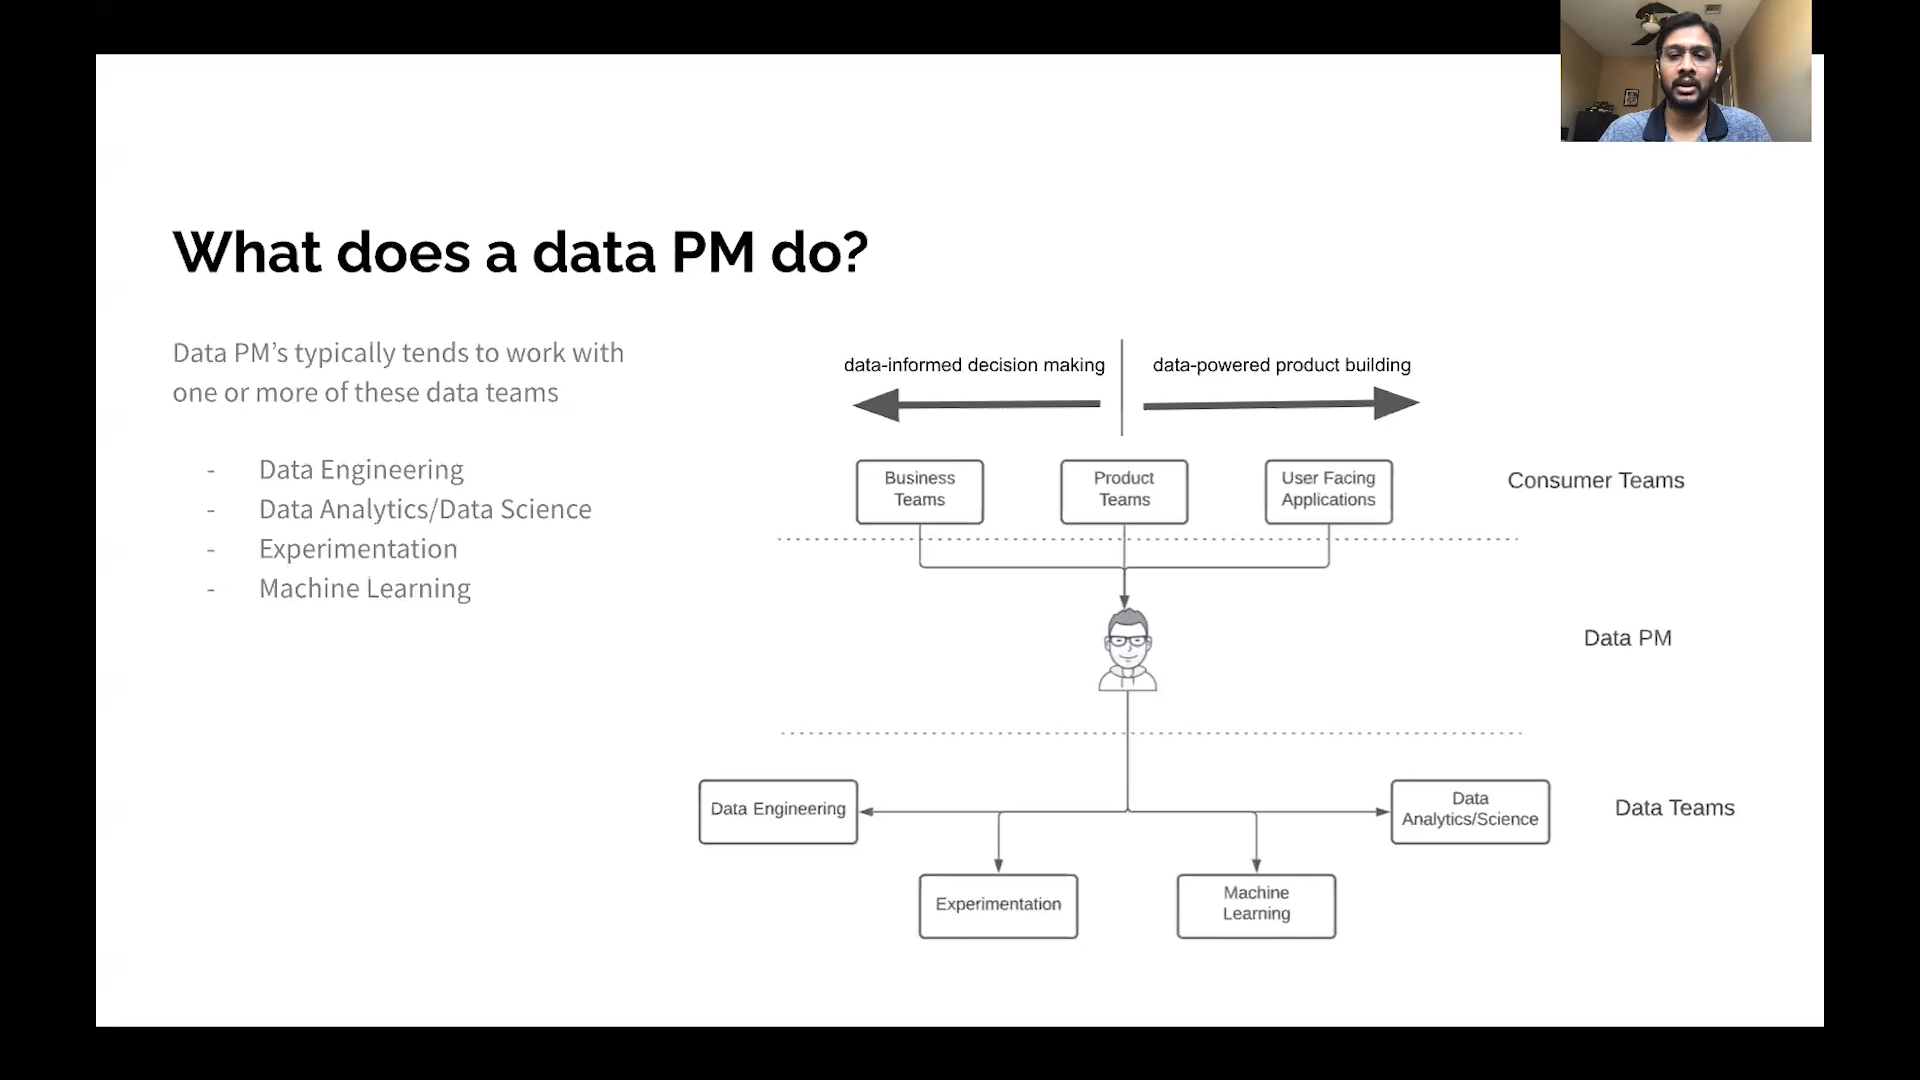 What does a data PM do?
Data PM’s typically tends to work with
one or more of these data teams
- Data Engineering
- Data Analytics/Data Science
- Experimentation
- Machine Learning
data-informed decision making
data-powered product building
Business
Teams
Product
Teams
User Facing
Applications
Consumer Teams
Data PM
Data Engineering
Data
Analytics/Science
Data Teams
Experimentation
Machine
Learning